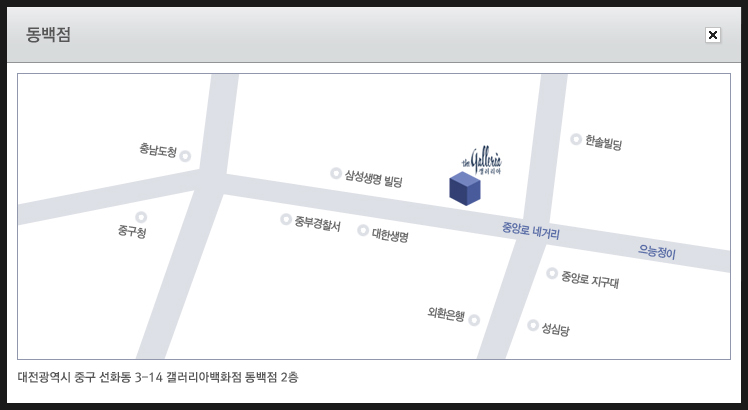 동백점
충남도청
중구청
삼성생명 빌딩
중부경찰서
대한생명
the Galleria
갤러리아
한솔빌딩
중앙로 네거리
으능정이
중앙로 지구대
외환은행
성심당
대전광역시 중구 선화동 3-14 갤러리아백화점 동백점 2층